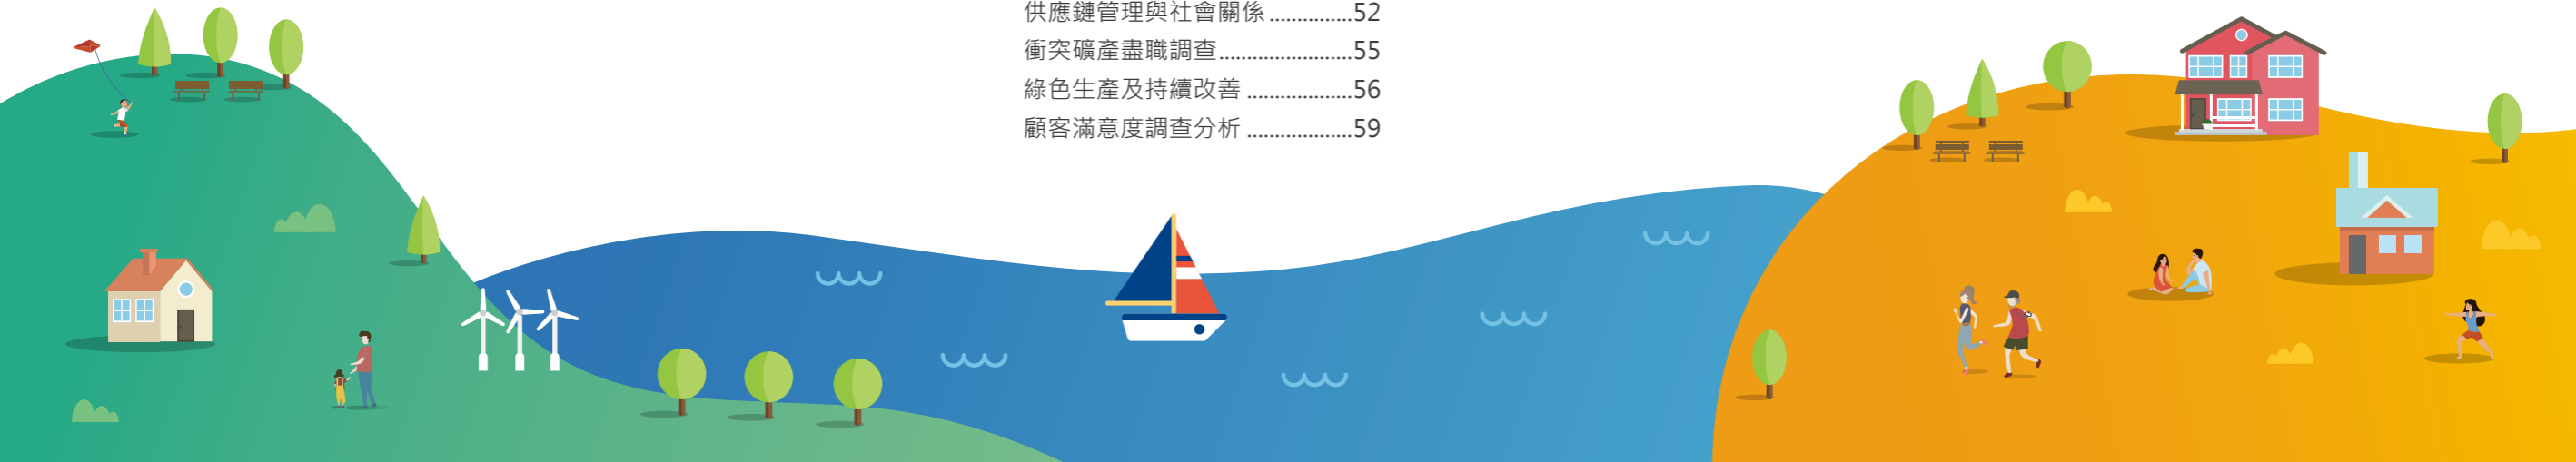 供應鏈管理與社會關係...............52
衝突礦產盡職調查.......................55
綠色生產及持續改善 ..................56
顧客滿意度調查分析 ..................59